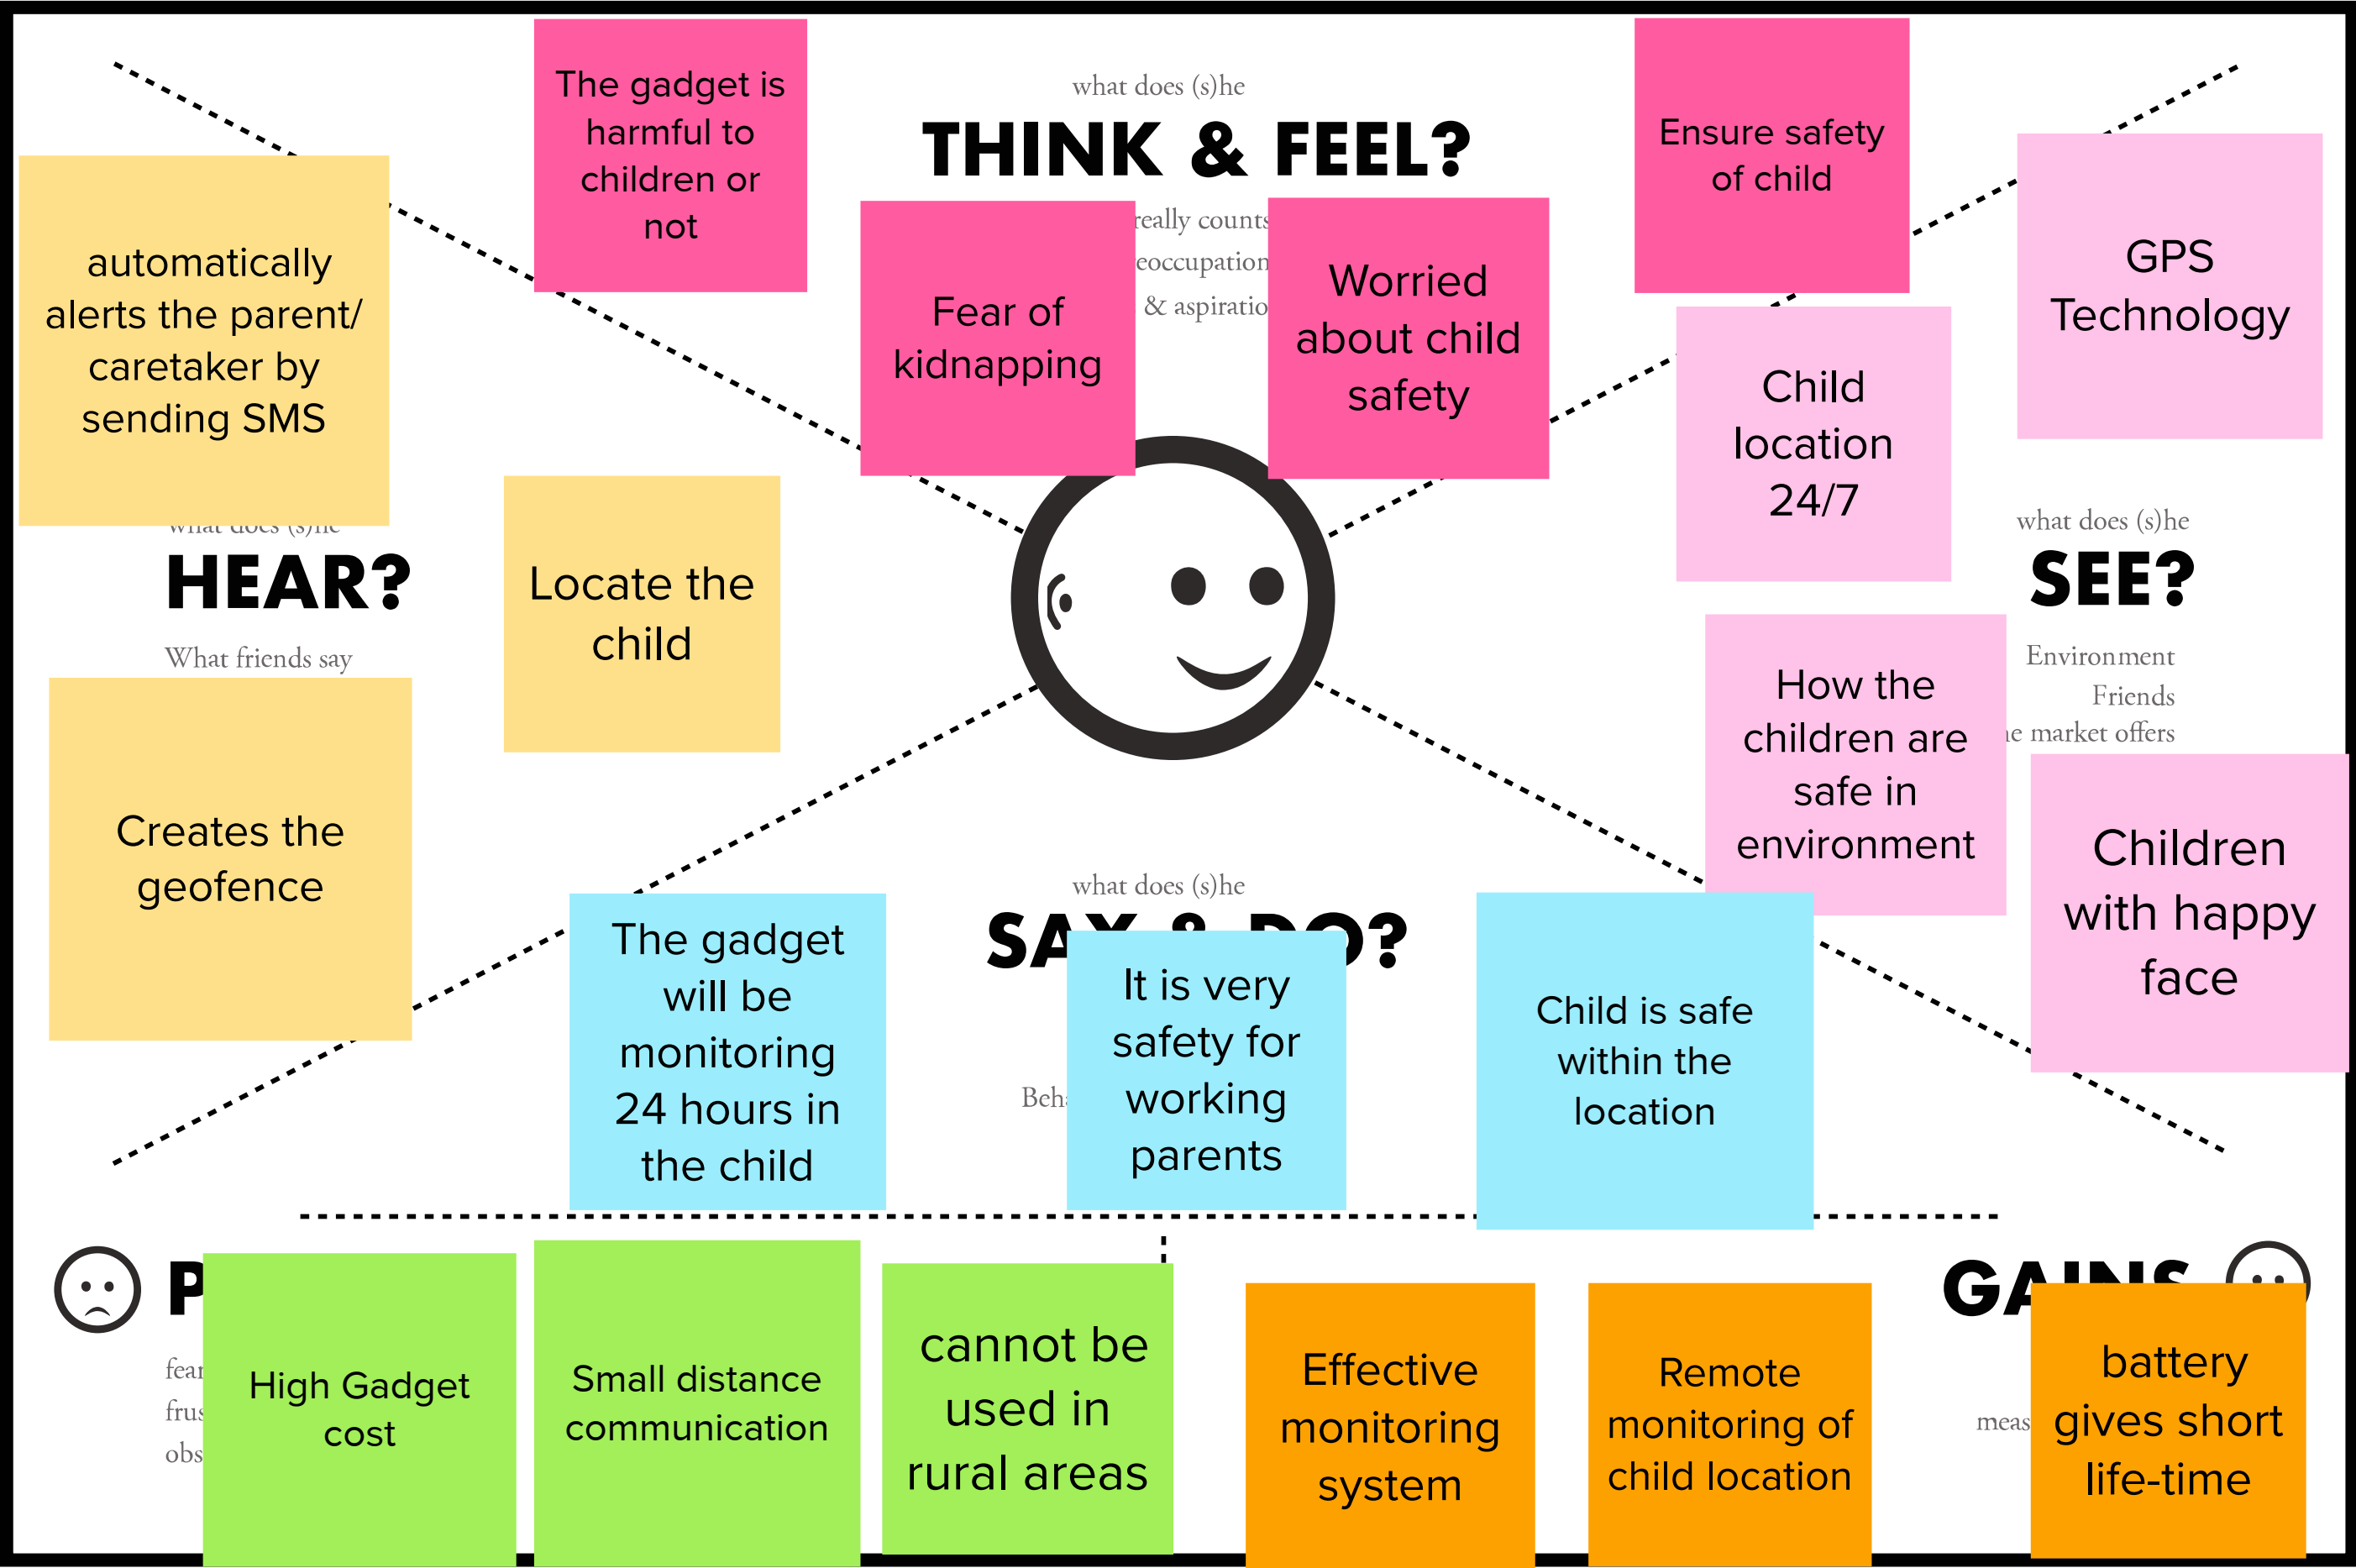 The gadget is
harmful to
children or
not
what does (s)he
THINK & FEEL?
really counts
Fear of
kidnapping
Worried
about child
safety
Ensure safety
of child
automatically
alerts the parent/
caretaker by
sending SMS
what does (s)he
HEAR?
What friends say
Locate the
child
Creates the
geofence
GPS
Technology
Child
location
24/7
what does (s)he
SEE?
Environment
Friends
market offers
How the
children are
safe in
environment
Children
with happy
face
what does (s)he
SAY & DO?
The gadget
will be
monitoring
24 hours in
the child
It is very
safety for
working
parents
Child is safe
within the
location
High Gadget
cost
Small distance
communication
cannot be
used in
rural areas
GAINS
Effective
monitoring
system
Remote
monitoring of
child location
battery
gives short
life-time